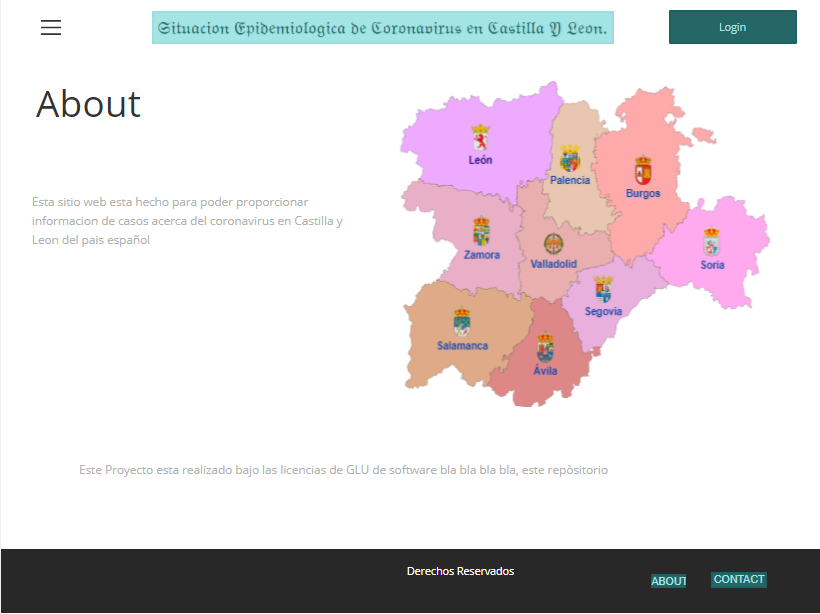 Situacion Epidemiologica de Coronavirus en Castilla Y Leon.
Login
About
Esta sitio web esta hecho para poder proporcionar
informacion de casos acerca del coronavirus en Castilla y
Leon del pais español
León
Palencia
Burgos
Zamora
Valladolid
Soria
Segovia
Salamanca
Ávila
Este Proyecto esta realizado bajo las licencias de GLU de software bla bla bla bla, este repòsitorio
Derechos Reservados
ABOUT
CONTACT